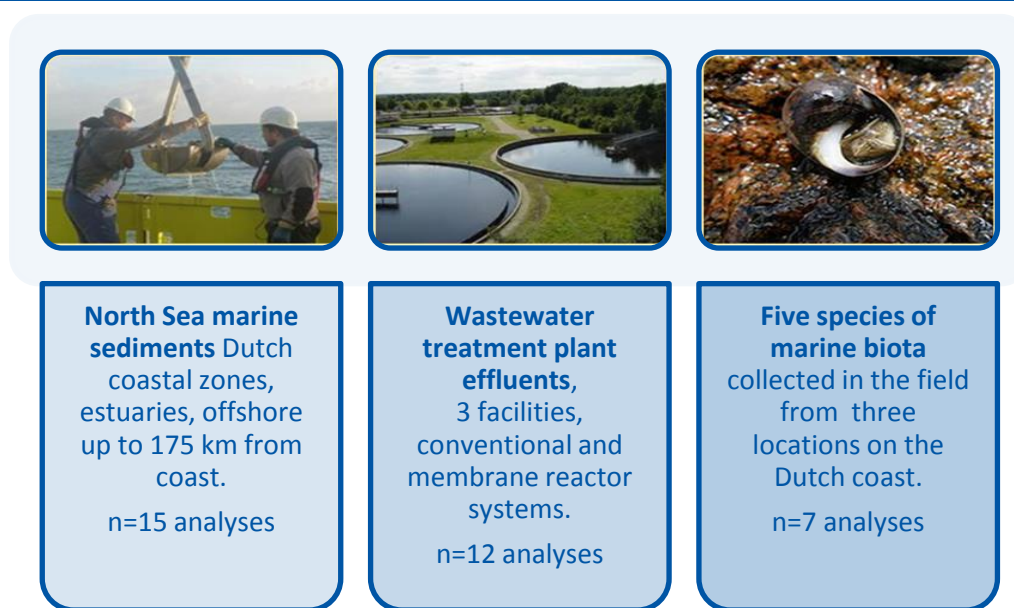 North Sea marine
sediments Dutch
coastal zones,
estuaries, offshore
up to 175 km from
coast.
n=15 analyses
Wastewater
treatment plant
effluents,
3 facilities,
conventional and
membrane reactor
systems.
n=12 analyses
Five species of
marine biota
collected in the field
from  three
locations on the
Dutch coast.
n=7 analyses